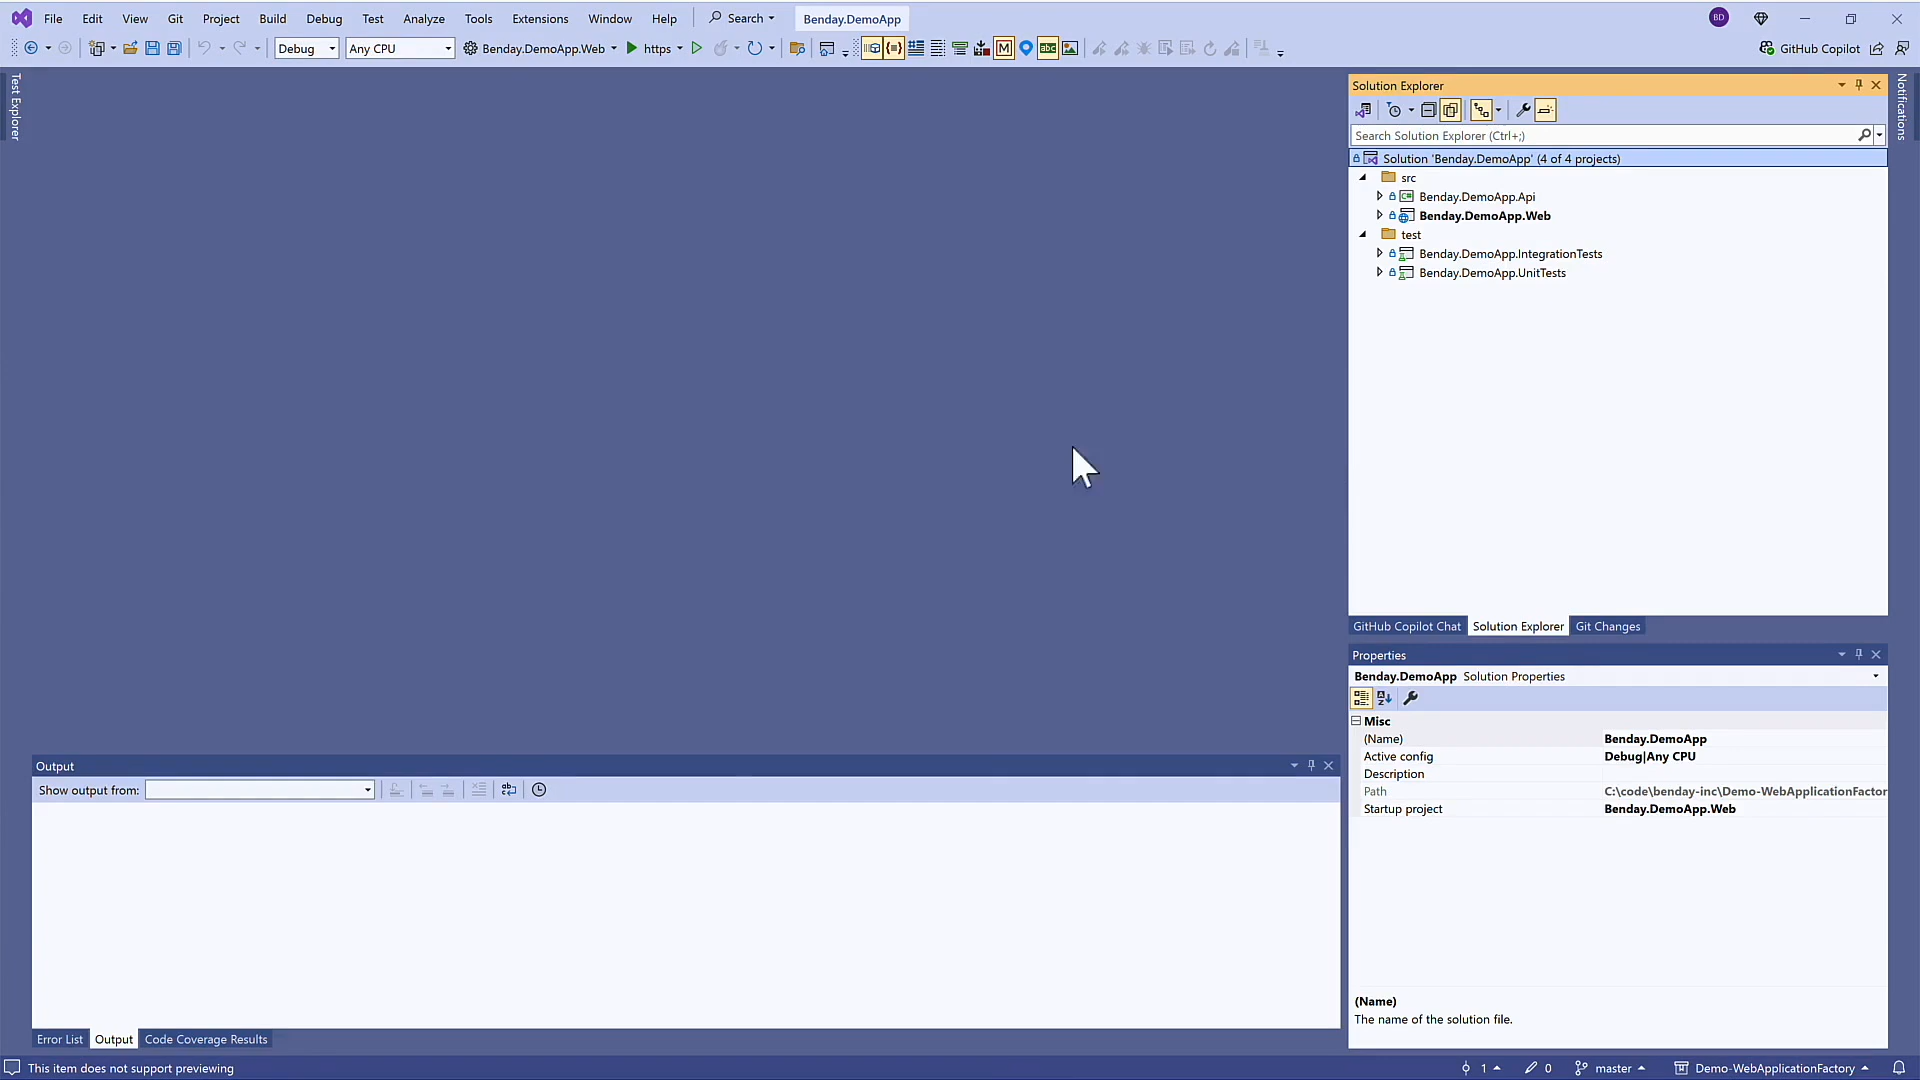 File Edit View Git Project Build Debug Test Analyze Tools Extensions Window Help Search Benday.DemoApp BD
Debug Any CPU Benday.DemoApp.Web https M abc GitHub Copilot
Test Explorer
Notifications
Solution Explorer
Search Solution Explorer (Ctrl+;)
Solution 'Benday.DemoApp' (4 of 4 projects)
src
C# Benday.DemoApp.Api
Benday.DemoApp.Web
test
Benday.DemoApp.IntegrationTests
Benday.DemoApp.UnitTests
GitHub Copilot Chat Solution Explorer Git Changes
Properties
Benday.DemoApp Solution Properties
Misc
(Name) Benday.DemoApp
Active config Debug|Any CPU
Description
Path C:\code\benday-inc\Demo-WebApplicationFactor
Startup project Benday.DemoApp.Web
(Name)
The name of the solution file.
Output
Show output from:
Error List Output Code Coverage Results
This item does not support previewing 1 0 master Demo-WebApplicationFactory